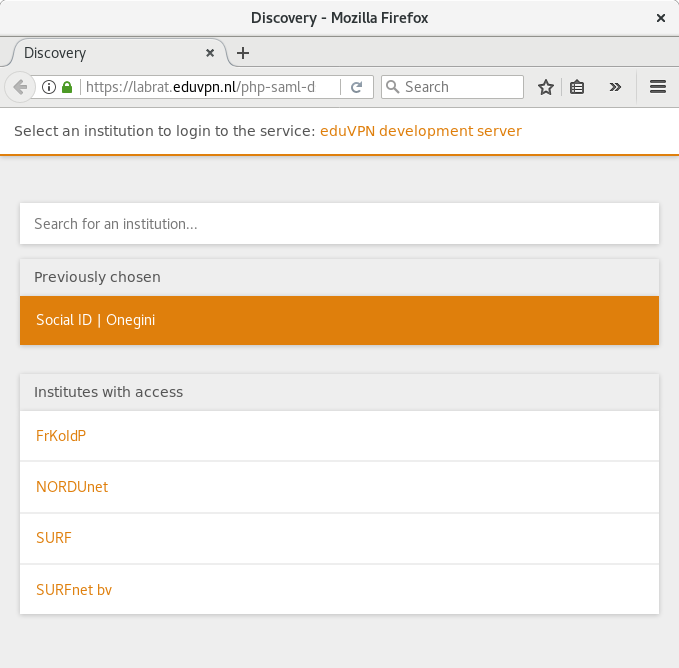 Discovery - Mozilla Firefox
Discovery
https://labrat.eduvpn.nl/php-saml-d
Search
Select an institution to login to the service: eduVPN development server
Search for an institution...
Previously chosen
Social ID | Onegini
Institutes with access
FrKoIdP
NORDUnet
SURF
SURFnet bv